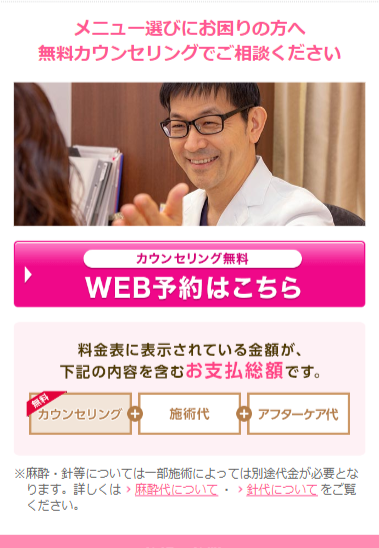 メニュー選びにお困りの方へ
無料カウンセリングでご相談ください
カウンセリング無料
WEB予約はこちら
料金表に表示されている金額が、
下記の内容を含むお支払総額です。
無料
カウンセリング + 施術代 + アフターケア代
※麻酔・針等については一部施術によっては別途代金が必要とな
ります。詳しくは > 麻酔代について ・ > 針代について をご覧
ください。